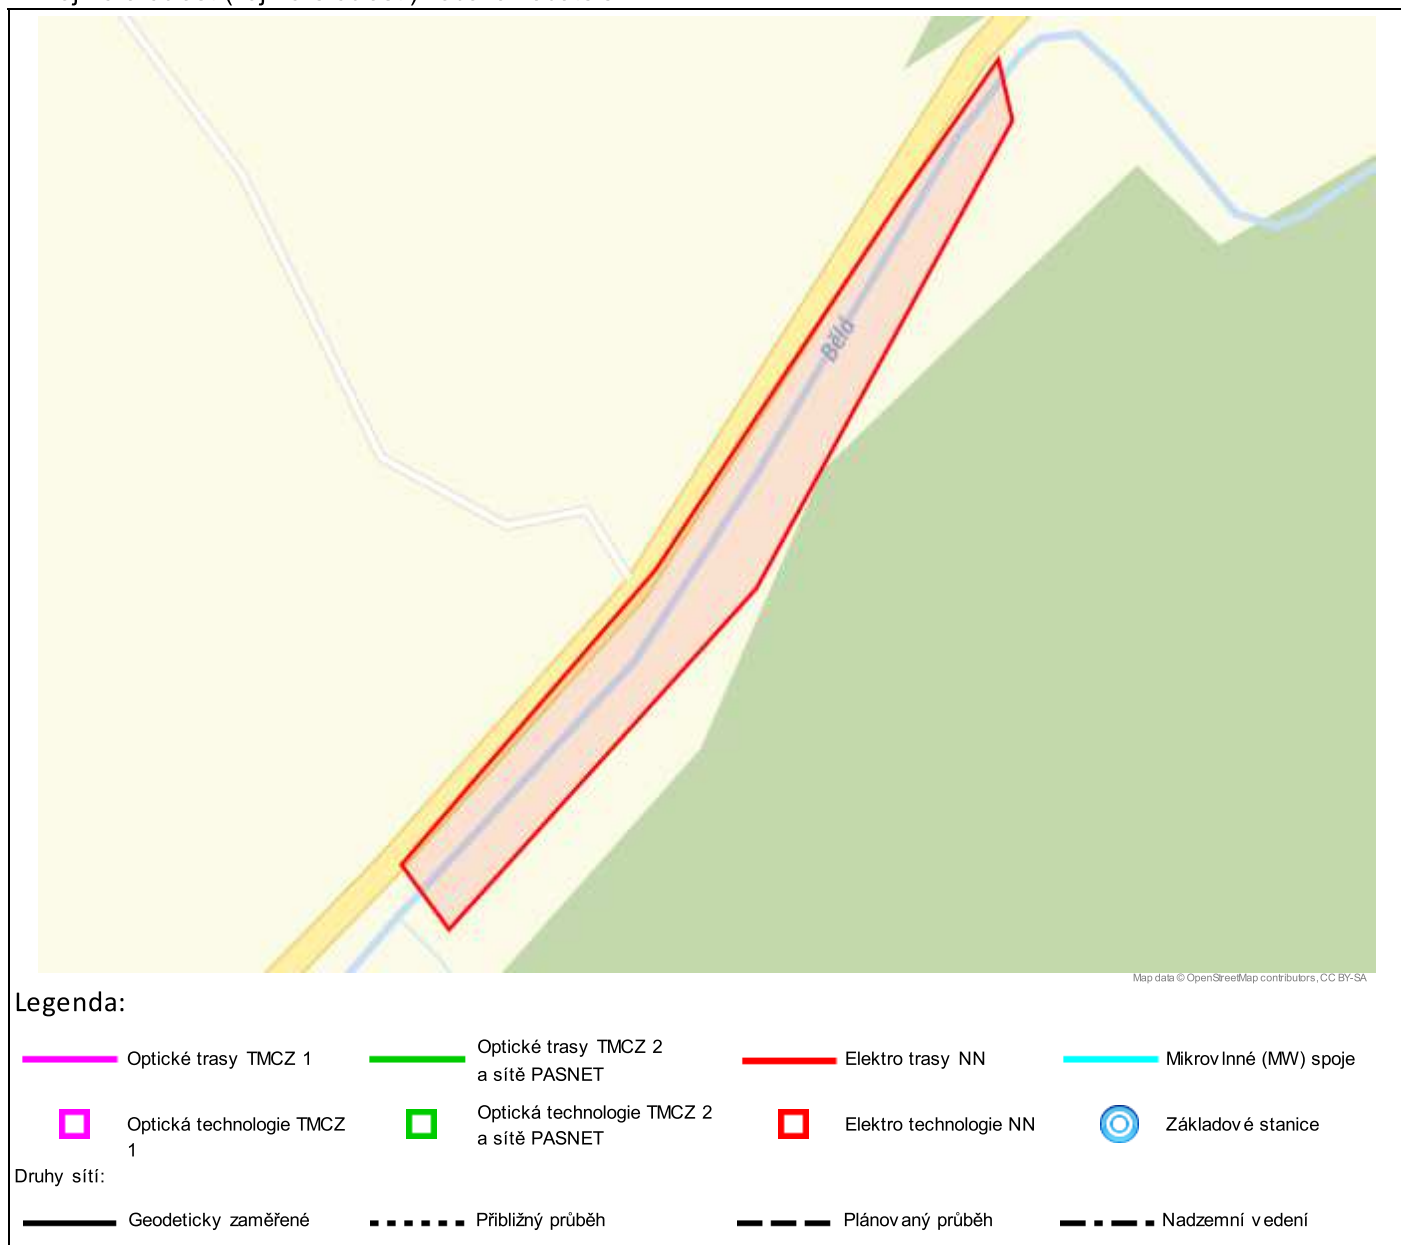 Bělá
Map data © OpenStreetMap contributors, CC BY-SA
Legenda:
Optické trasy TMCZ 1
Optické trasy TMCZ 2
a sítě PASNET
Elektro trasy NN
Mikrovlnné (MW) spoje
Optická technologie TMCZ
1
Optická technologie TMCZ 2
a sítě PASNET
Elektro technologie NN
Základové stanice
Druhy sítí:
Geodeticky zaměřené
Přibližný průběh
Plánovaný průběh
Nadzemní vedení